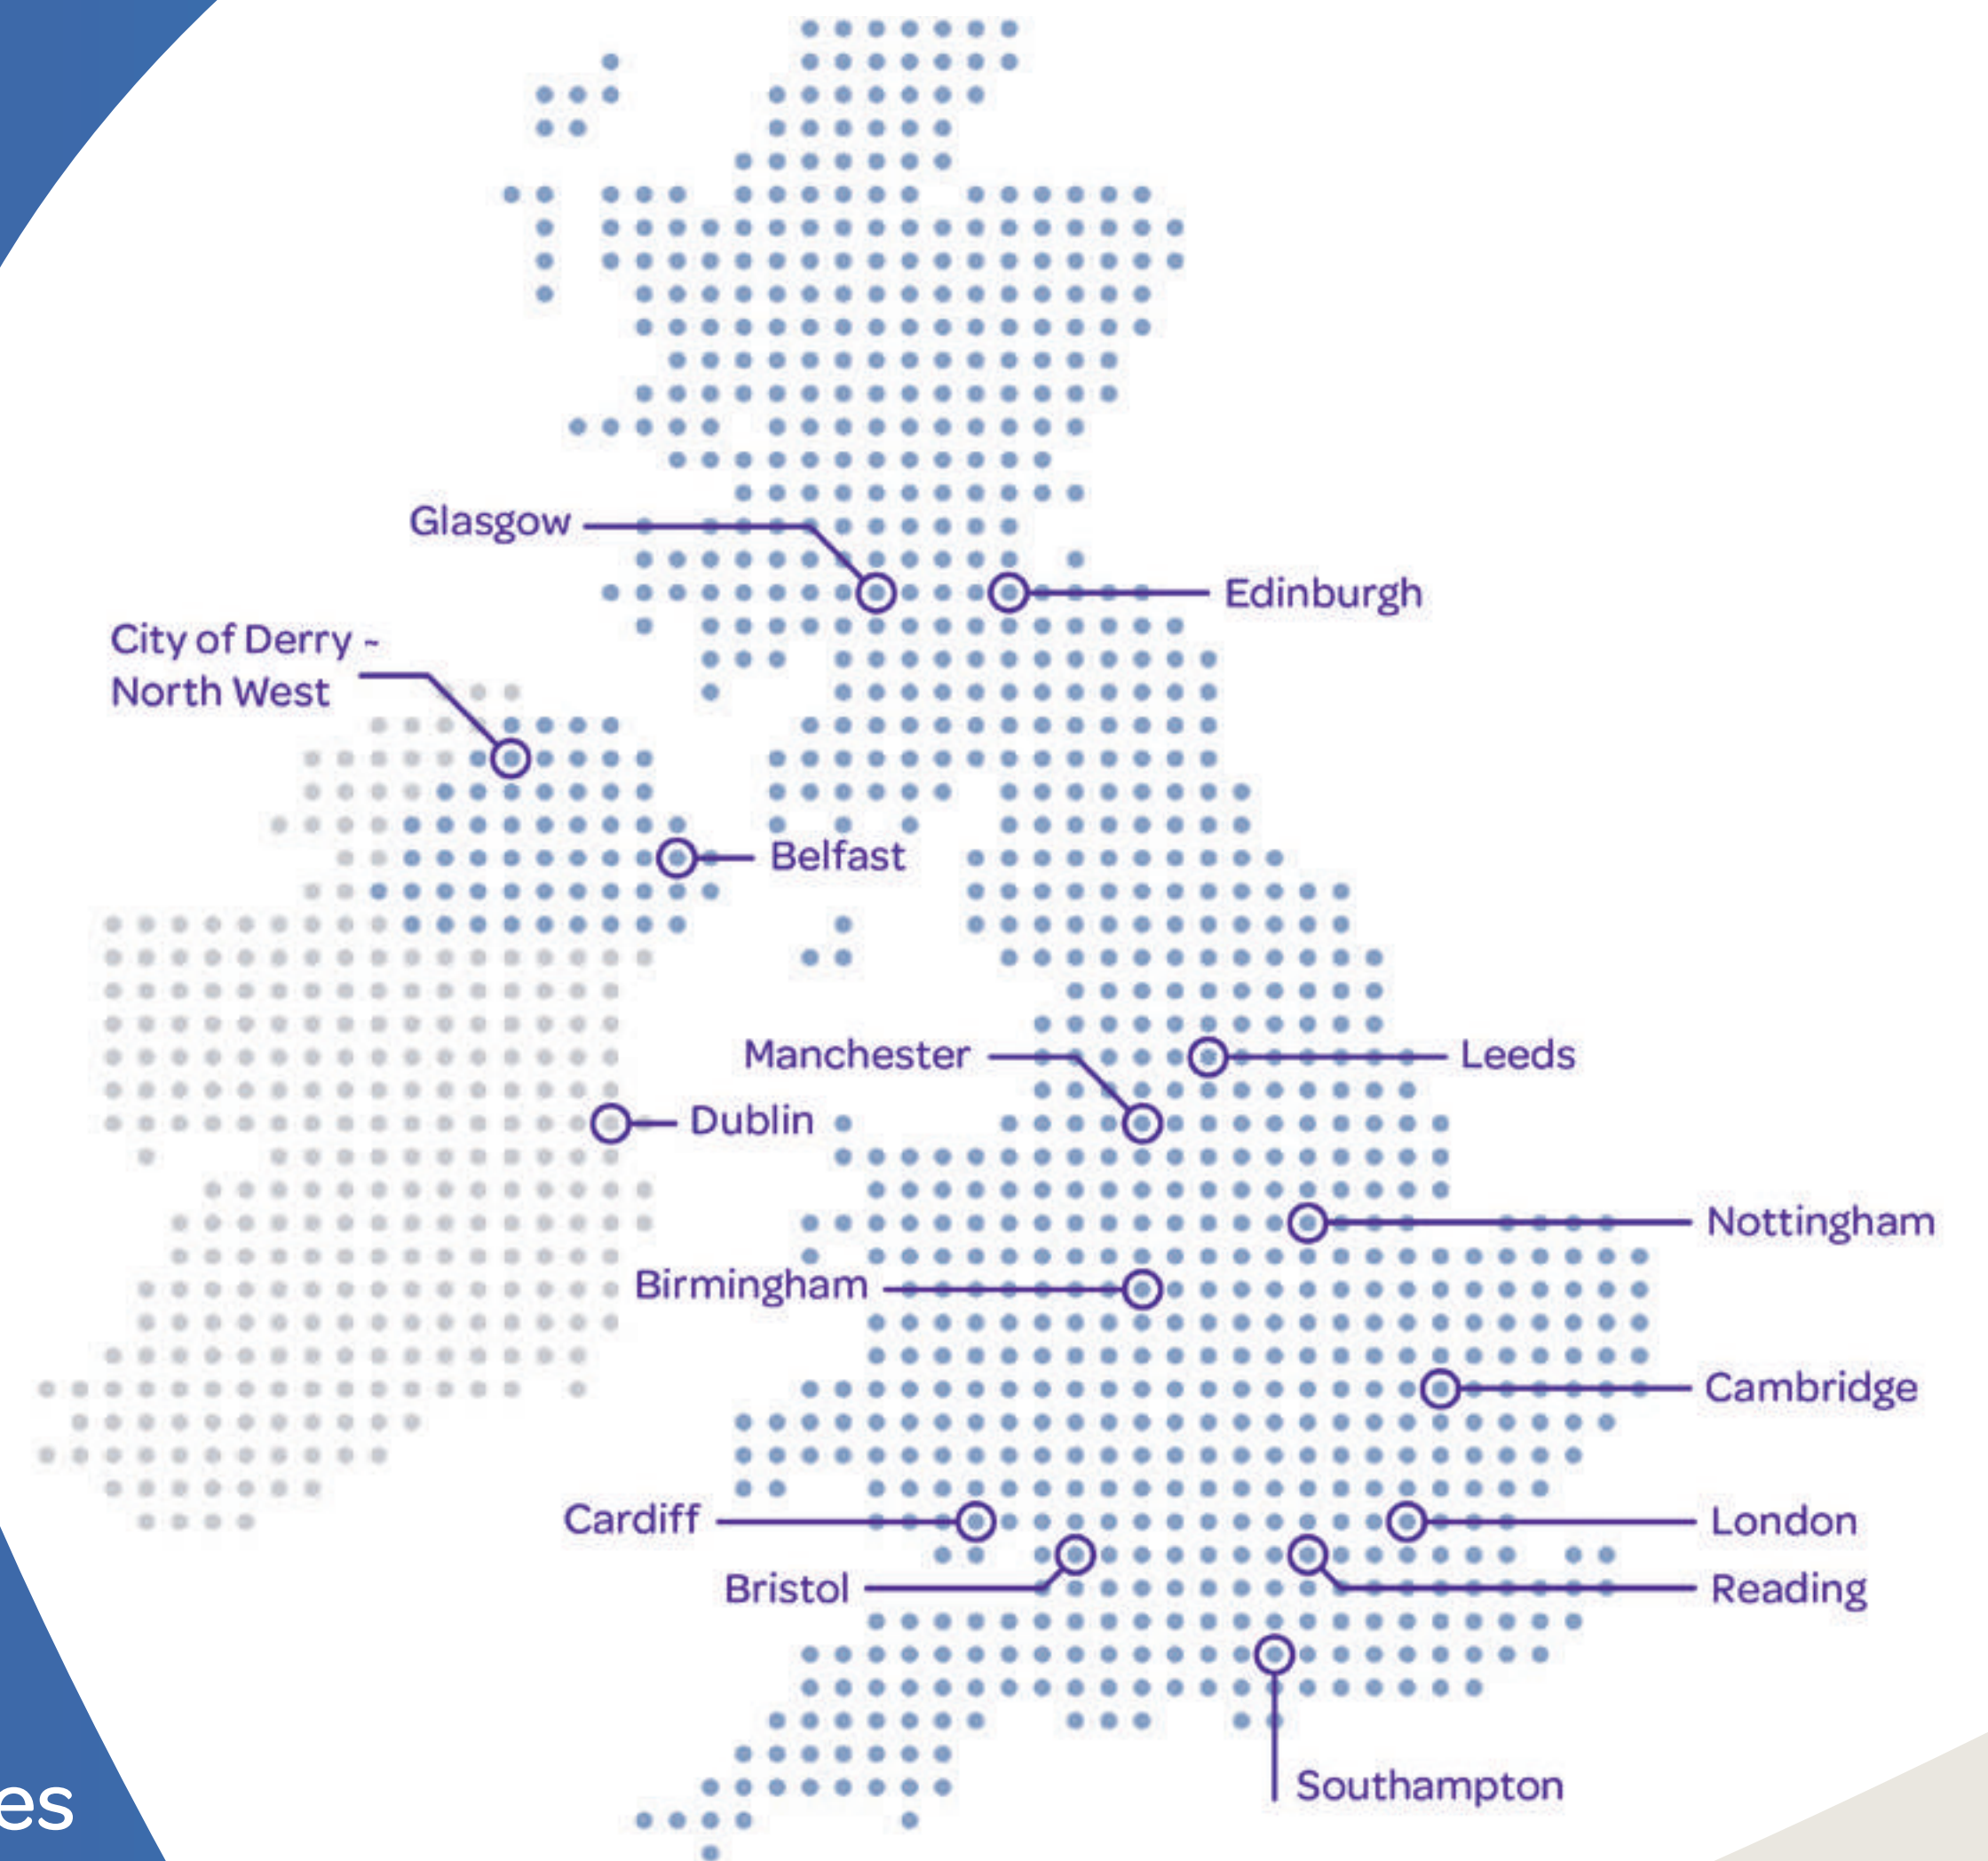 Glasgow
Edinburgh
City of Derry ~
North West
Belfast
Manchester
Leeds
Dublin
Nottingham
Birmingham
Cambridge
Cardiff
London
Bristol
Reading
Southampton
es